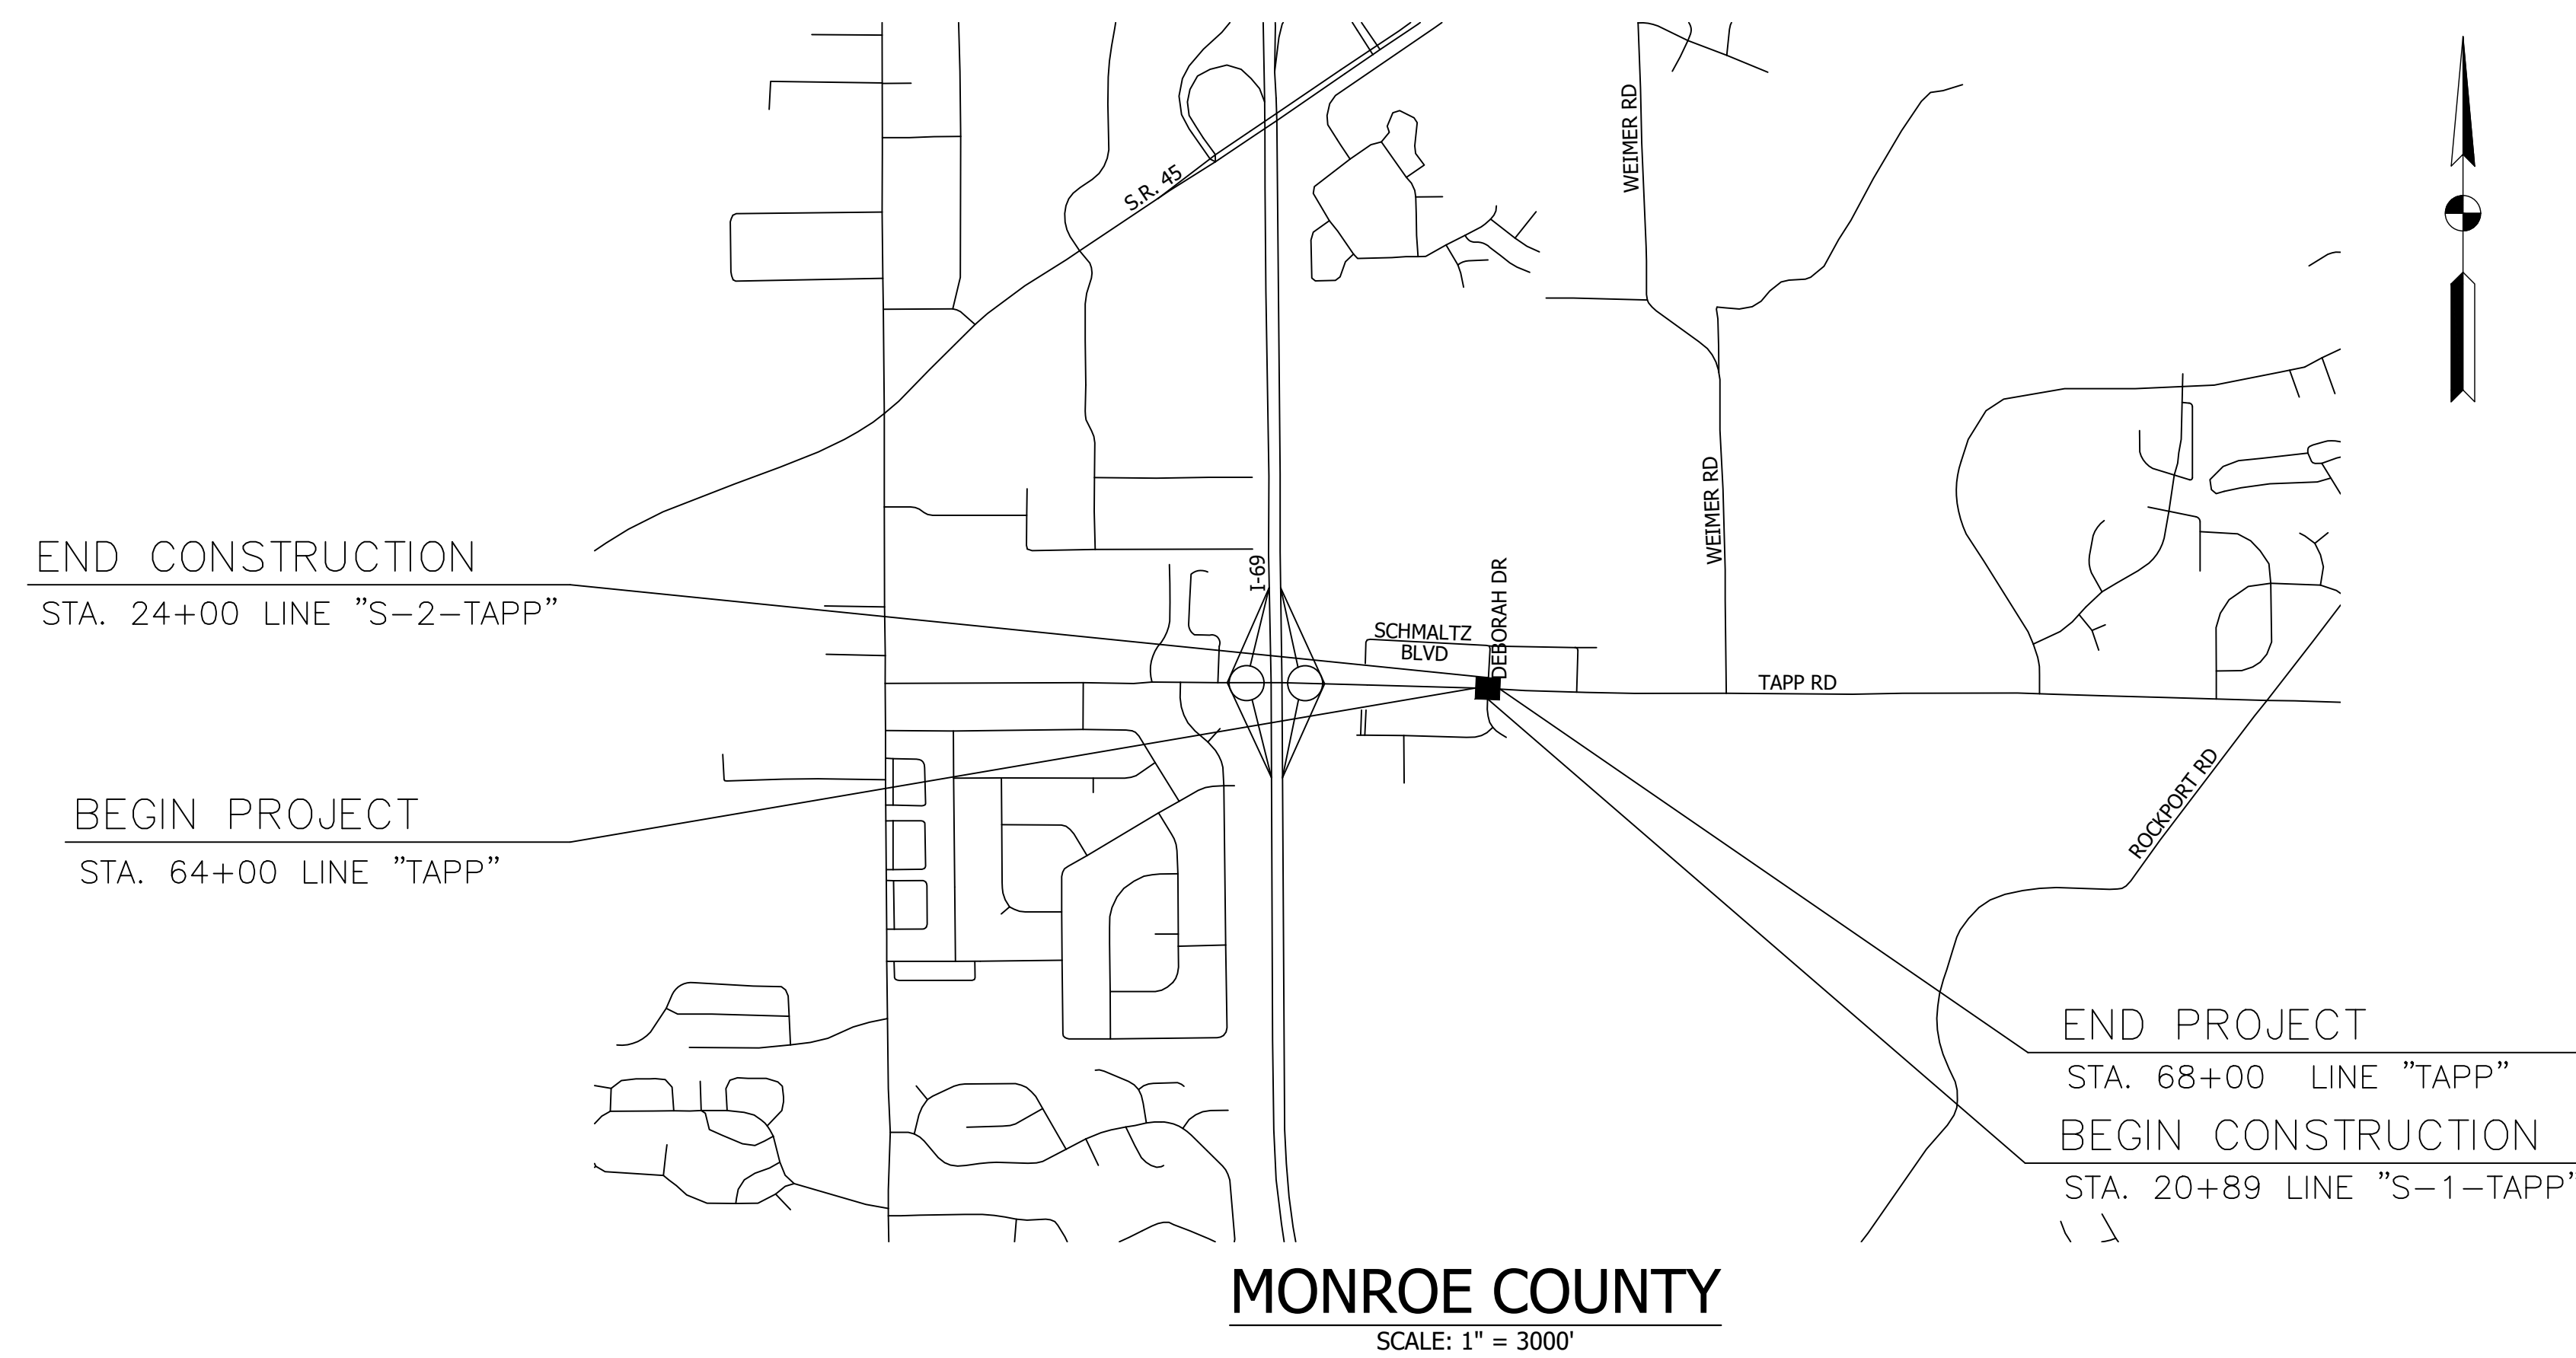 WEIMER RD
S.R. 45
WEIMER RD
END CONSTRUCTION
STA. 24+00 LINE "S-2-TAPP"
I-69
DEBORAH DR
SCHMALTZ
BLVD
TAPP RD
ROCKPORT RD
BEGIN PROJECT
STA. 64+00 LINE "TAPP"
END PROJECT
STA. 68+00 LINE "TAPP"
BEGIN CONSTRUCTION
STA. 20+89 LINE "S-1-TAPP"
MONROE COUNTY
SCALE: 1" = 3000'